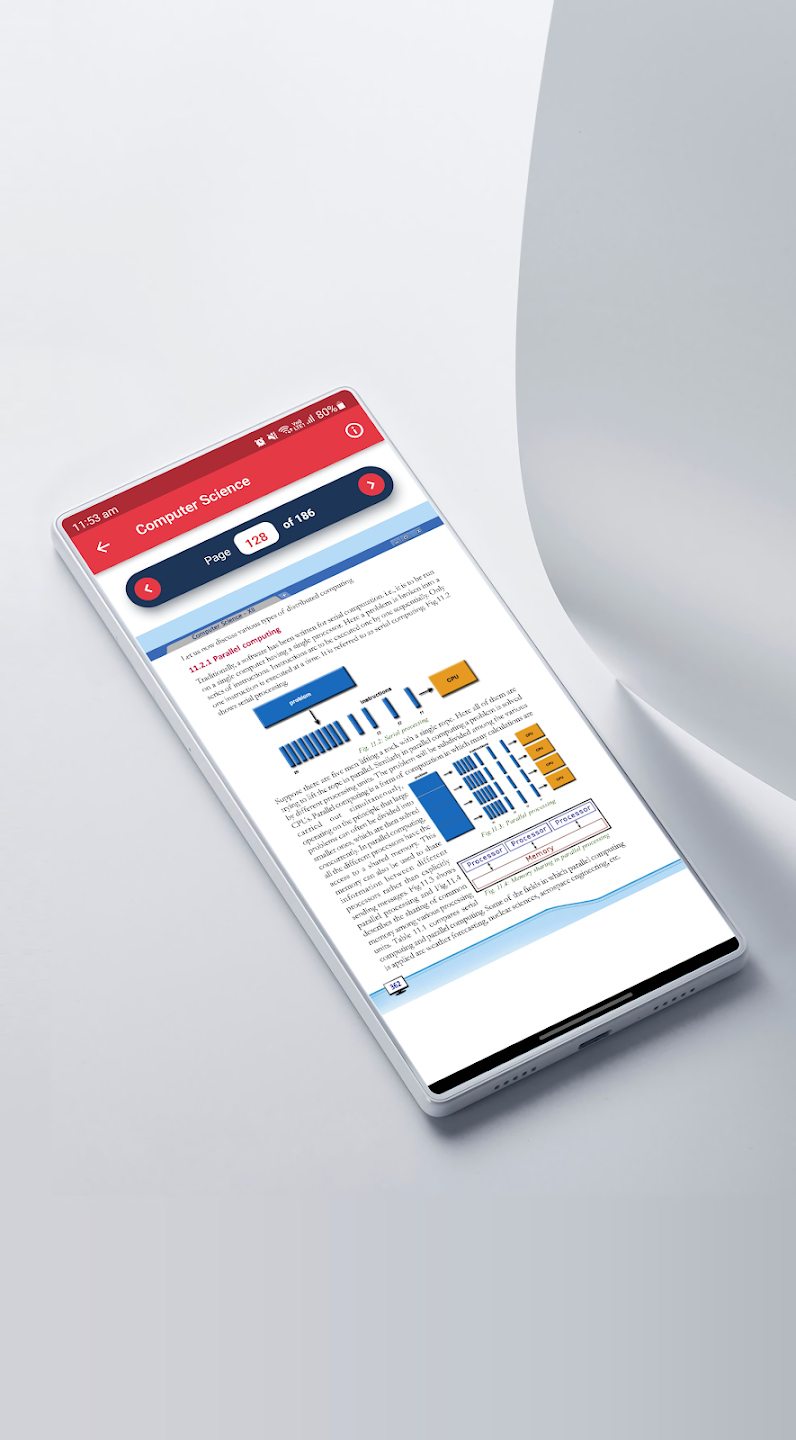 11:53 am
80%
Computer Science
Page 128 of 186
Computer Science - XII
Let us now discuss various types of distributed computing.
11.2.1 Parallel computing
Traditionally, a software has been written for serial computation. i.e., it is to be run
on a single computer having a single processor. Here a problem is broken into a
series of instructions. Instructions are to be executed one by one sequentially. Only
one instruction is executed at a time. It is referred to as serial computing. Fig.11.2
shows serial processing.
problem
instructions
CPU
Fig. 11.2: Serial processing
Suppose there are five men lifting a rock with a single rope. Here all of them are
trying to lift the rope in parallel. Similarly in parallel computing a problem is solved
by different processing units. The problem will be subdivided among the various
CPU's. Parallel computing is a form of computation in which many calculations are
carried out simultaneously,
operating on the principle that large
problems can often be divided into
smaller ones, which are then solved
concurrently. In parallel computing,
all the different processors have the
access to a shared memory. This
memory can also be used to share
information between different
processors rather than explicitly
sending messages. Fig.11.3 shows
parallel processing and Fig.11.4
describes the sharing of common
memory among various processing
units. Table 11.1 compares serial
CPU
CPU
CPU
CPU
Fig.11.3: Parallel processing
Processor Processor Processor
Memory
Fig. 11.4: Memory sharing in parallel processing
computing and parallel computing. Some of the fields in which parallel computing
is applied are weather forecasting, nuclear sciences, aerospace engineering, etc.
362